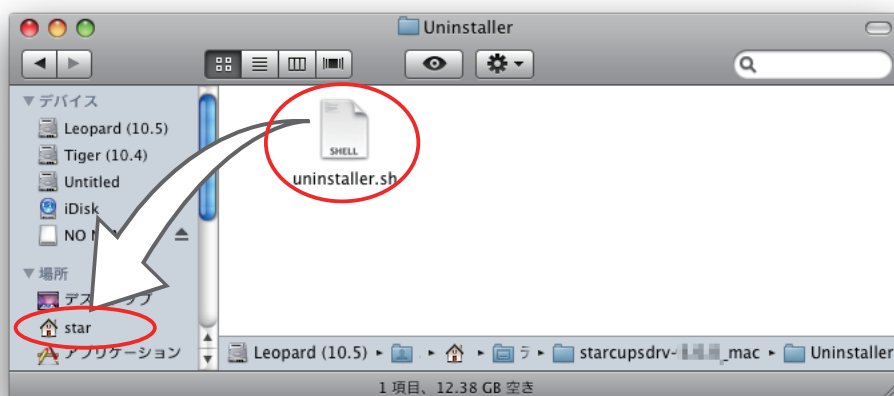 Uninstaller
デバイス
Leopard (10.5)
Tiger (10.4)
Untitled
iDisk
NO
場所
star
アプリケーション
SHELL
uninstaller.sh
Leopard (10.5) ▸ ▸ ▸ ラ ▸ starcupsdrv- _mac ▸ Uninstaller
1 項目、12.38 GB 空き